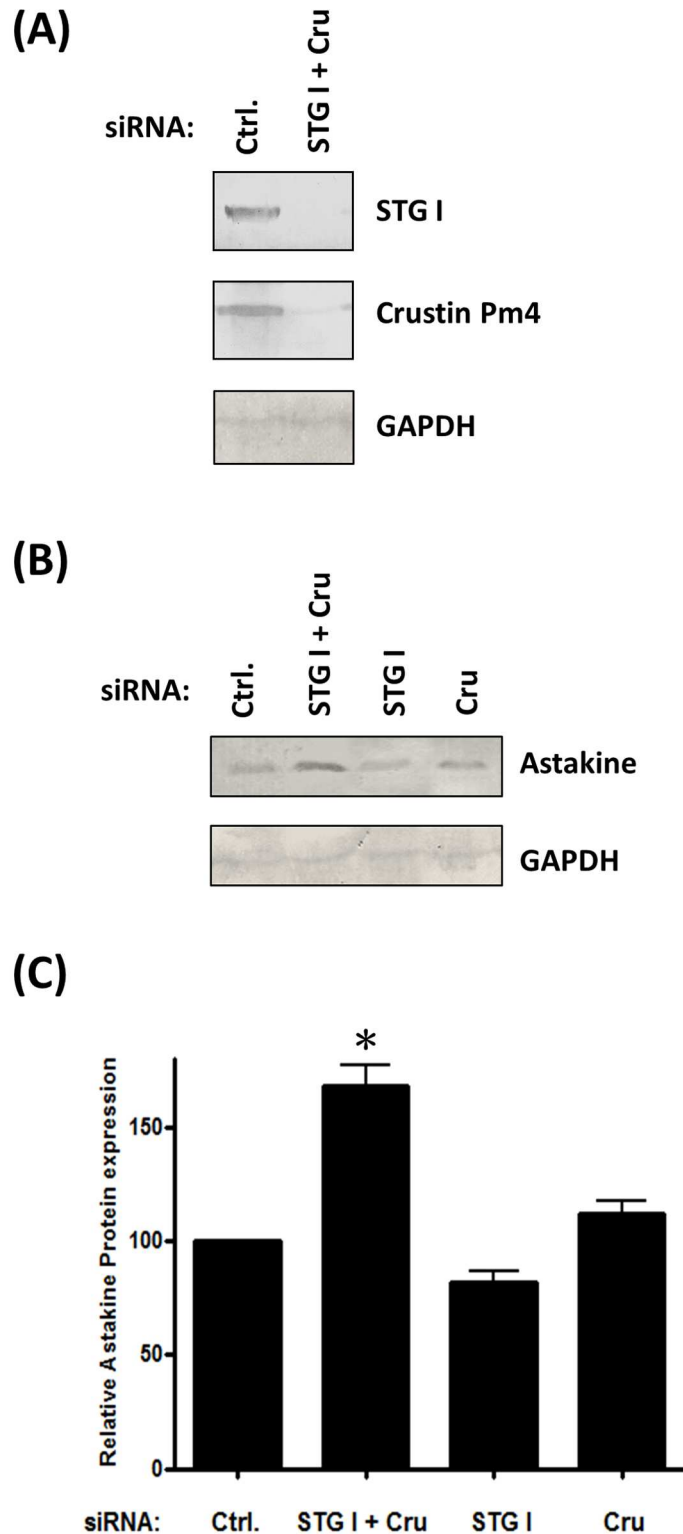 (A)
siRNA: Ctrl. STG I + Cru
STG I
Crustin Pm4
GAPDH
(B)
siRNA: Ctrl. STG I + Cru STG I Cru
Astakine
GAPDH
(C)
*
Relative Astakine Protein expression
150
100
50
0
siRNA: Ctrl. STG I + Cru STG I Cru